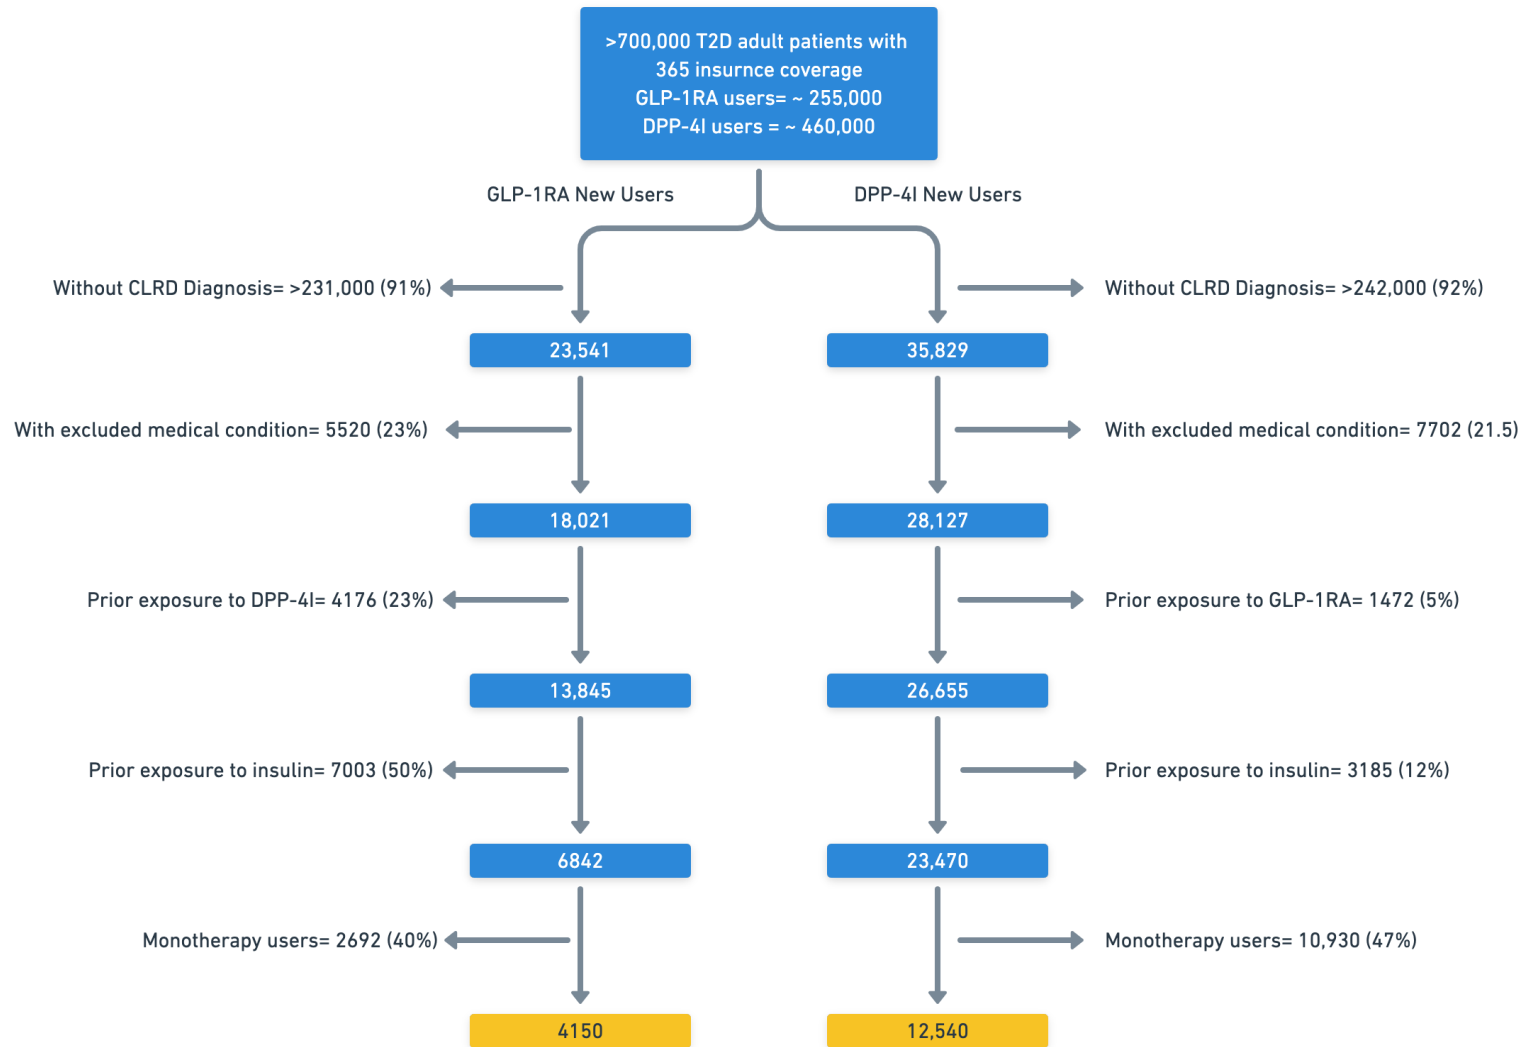 >700,000 T2D adult patients with
365 insurnce coverage
GLP-1RA users= ~ 255,000
DPP-4I users = ~ 460,000
GLP-1RA New Users
DPP-4I New Users
Without CLRD Diagnosis= >231,000 (91%)
Without CLRD Diagnosis= >242,000 (92%)
23,541
35,829
With excluded medical condition= 5520 (23%)
With excluded medical condition= 7702 (21.5)
18,021
28,127
Prior exposure to DPP-4I= 4176 (23%)
Prior exposure to GLP-1RA= 1472 (5%)
13,845
26,655
Prior exposure to insulin= 7003 (50%)
Prior exposure to insulin= 3185 (12%)
6842
23,470
Monotherapy users= 2692 (40%)
Monotherapy users= 10,930 (47%)
4150
12,540